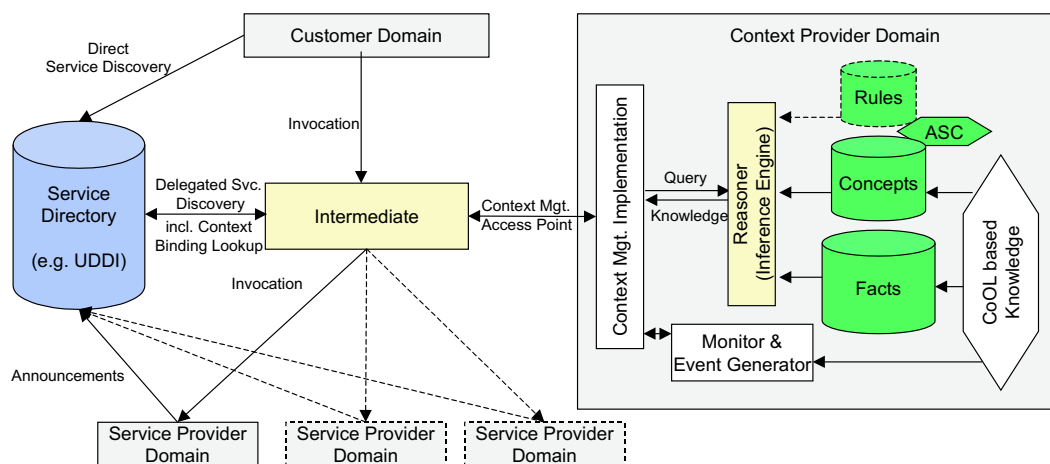 Customer Domain
Direct
Service Discovery
Invocation
Service
Directory
(e.g. UDDI)
Delegated Svc.
Discovery
incl. Context
Binding Lookup
Intermediate
Context Mgt.
Access Point
Invocation
Announcements
Service Provider
Domain
Service Provider
Domain
Service Provider
Domain
Context Provider Domain
Context Mgt. Implementation
Query
Knowledge
Reasoner
(Inference Engine)
Rules
ASC
Concepts
Facts
CoOL based
Knowledge
Monitor &
Event Generator